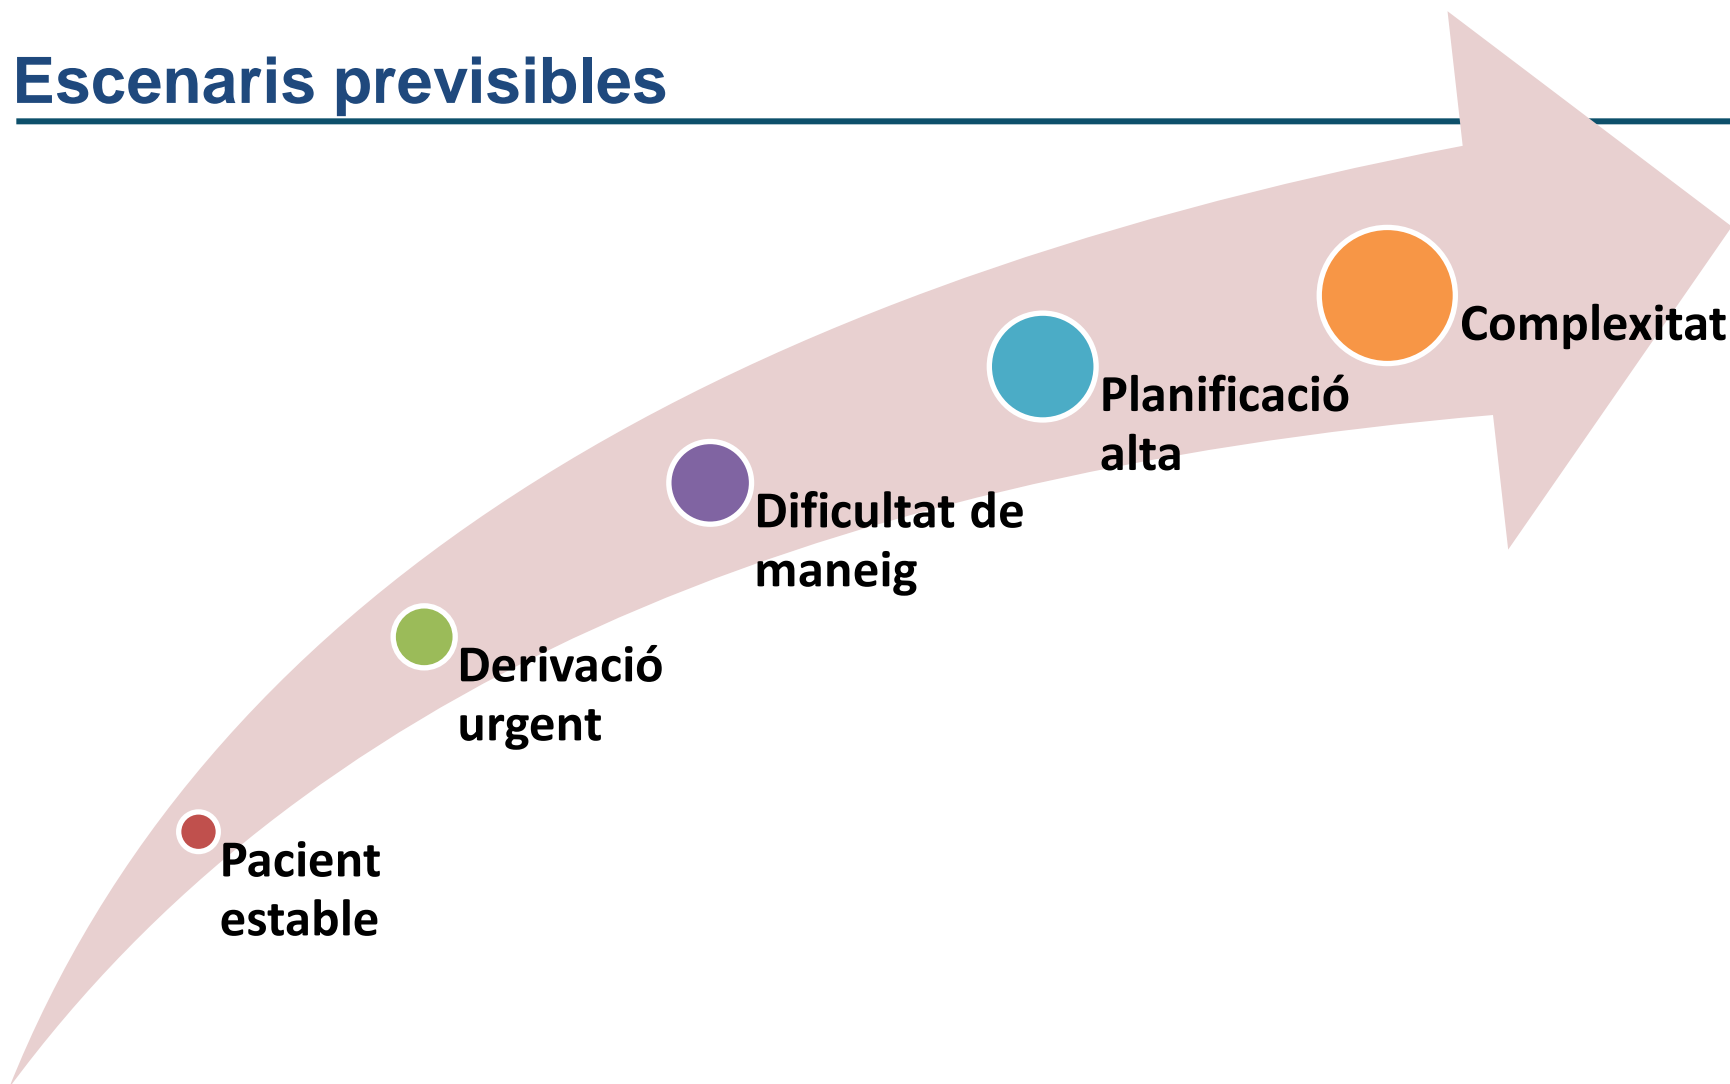 Escenaris previsibles
Complexitat
Planificació
alta
Dificultat de
maneig
Derivació
urgent
Pacient
estable